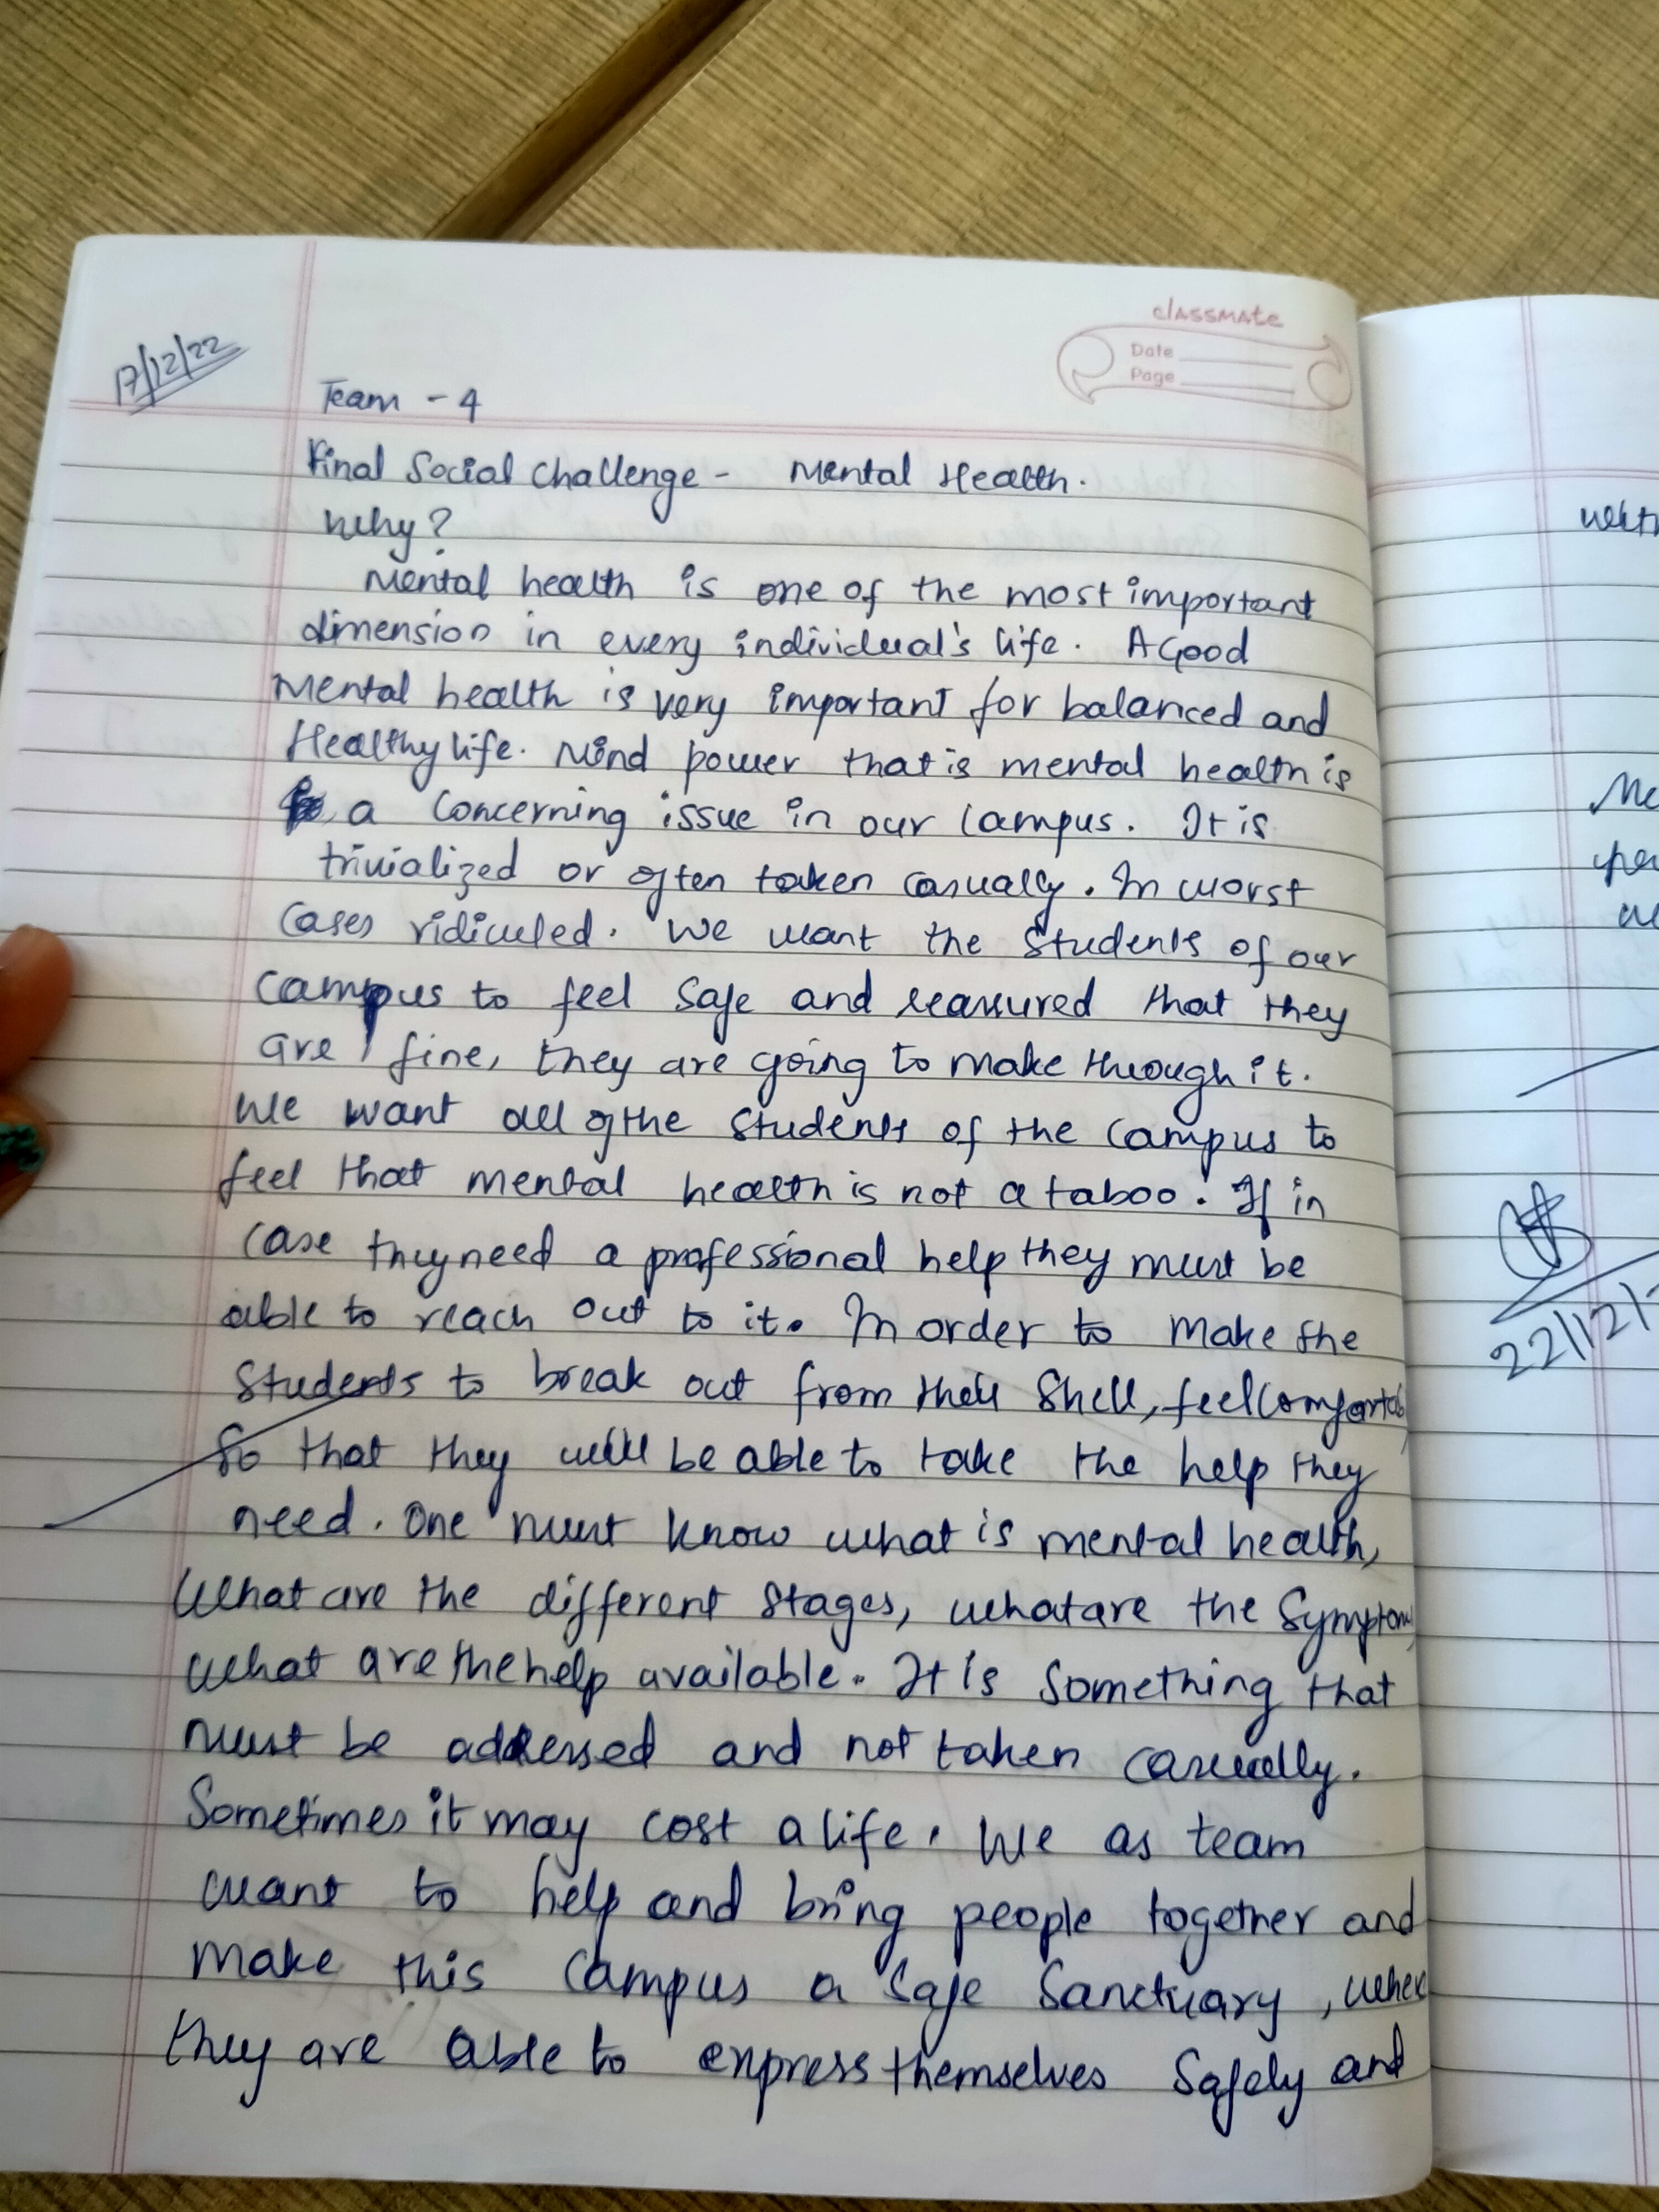 classmate
Date
Page
17/12/22
Team - 4
Final Social Challenge - Mental Health.
Why?
Mental health is one of the most important
dimension in every individual's life. A Good
Mental health is very important for balanced and
Healthy life. Mind power that is mental health is
a concerning issue in our campus. It is
trivialized or often taken casually. In worst
cases ridiculed. We want the students of our
campus to feel safe and reassured that they
are fine, they are going to make through it.
We want all of the students of the campus to
feel that mental health is not a taboo. If in
case they need a professional help they must be
able to reach out to it. In order to make the
students to break out from their shell, feel comfortab
So that they will be able to take the help they
need. One must know what is mental health,
What are the different stages, what are the symptoms,
what are the help available. It is something that
must be addressed and not taken casually.
Sometimes it may cost a life. We as team
want to help and bring people together and
make this campus a safe sanctuary, wher
they are able to express themselves safely and
22/12/